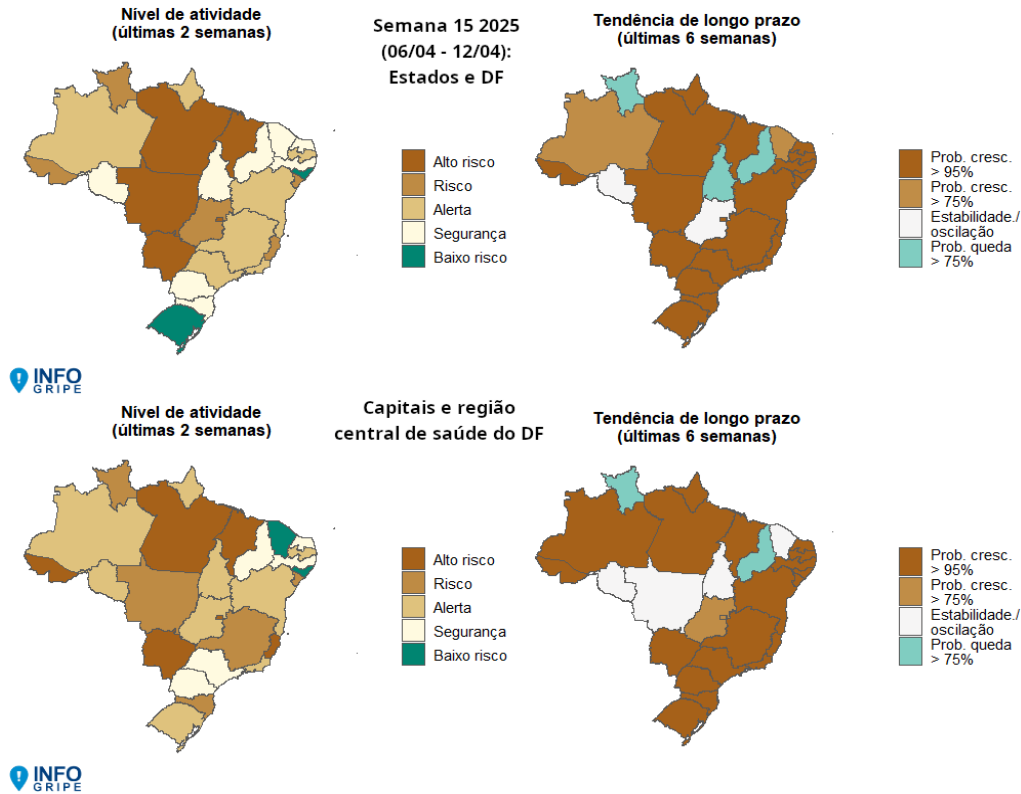 Nível de atividade
(últimas 2 semanas)
Semana 15 2025
(06/04 - 12/04):
Estados e DF
Tendência de longo prazo
(últimas 6 semanas)
Alto risco
Risco
Alerta
Segurança
Baixo risco
Prob. cresc.
> 95%
Prob. cresc.
> 75%
Estabilidade./
oscilação
Prob. queda
> 75%
INFO
GRIPE
Nível de atividade
(últimas 2 semanas)
Capitais e região
central de saúde do DF
Tendência de longo prazo
(últimas 6 semanas)
Alto risco
Risco
Alerta
Segurança
Baixo risco
Prob. cresc.
> 95%
Prob. cresc.
> 75%
Estabilidade./
oscilação
Prob. queda
> 75%
INFO
GRIPE